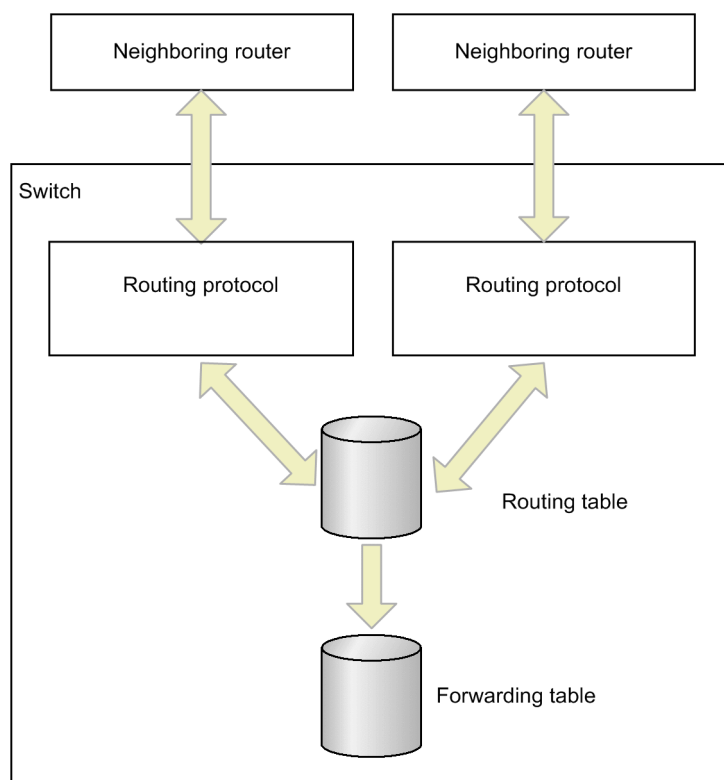 Neighboring router
Neighboring router
Switch
Routing protocol
Routing protocol
Routing table
Forwarding table